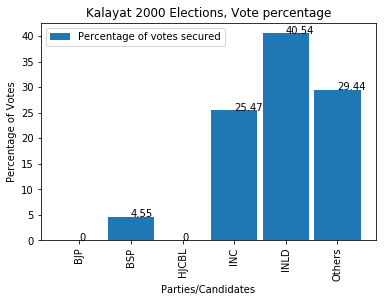 Kalayat 2000 Elections, Vote percentage
Percentage of votes secured
Percentage of Votes
40
35
30
25
20
15
10
5
0
0
4.55
0
25.47
40.54
29.44
BJP
BSP
HJCBL
INC
INLD
Others
Parties/Candidates